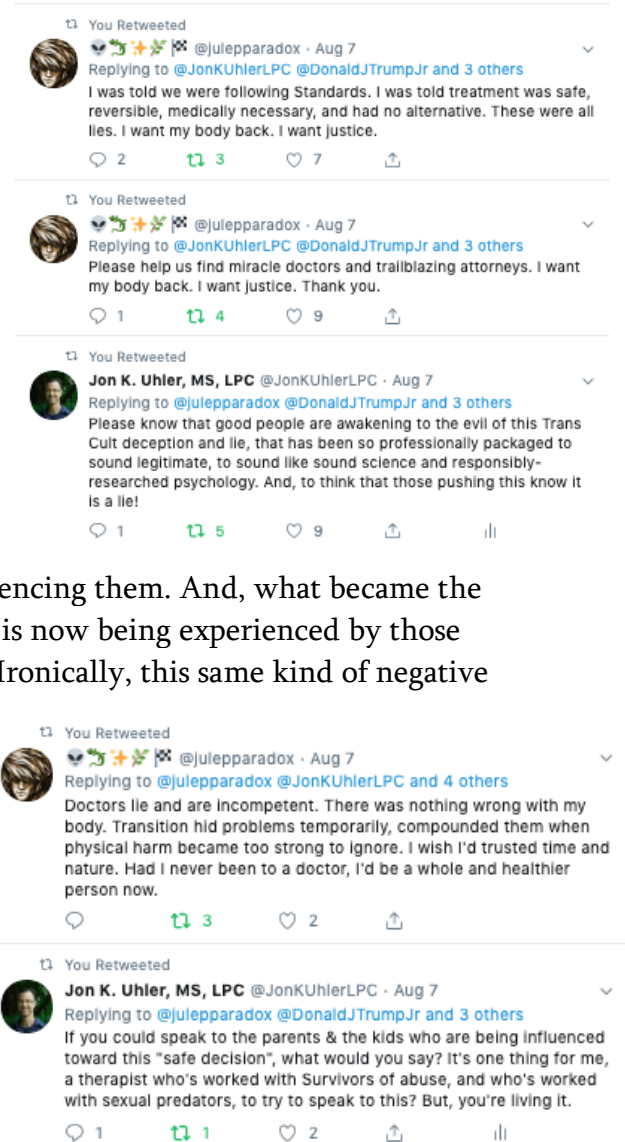 You Retweeted
👽🐉✨🌿🏁 @julepparadox · Aug 7
Replying to @JonKUhlerLPC @DonaldJTrumpJr and 3 others
I was told we were following Standards. I was told treatment was safe,
reversible, medically necessary, and had no alternative. These were all
lies. I want my body back. I want justice.
2 3 7
You Retweeted
👽🐉✨🌿🏁 @julepparadox · Aug 7
Replying to @JonKUhlerLPC @DonaldJTrumpJr and 3 others
Please help us find miracle doctors and trailblazing attorneys. I want
my body back. I want justice. Thank you.
1 4 9
You Retweeted
Jon K. Uhler, MS, LPC @JonKUhlerLPC · Aug 7
Replying to @julepparadox @DonaldJTrumpJr and 3 others
Please know that good people are awakening to the evil of this Trans
Cult deception and lie, that has been so professionally packaged to
sound legitimate, to sound like sound science and responsibly-
researched psychology. And, to think that those pushing this know it
is a lie!
1 5 9
encing them. And, what became the
is now being experienced by those
Ironically, this same kind of negative
You Retweeted
👽🐉✨🌿🏁 @julepparadox · Aug 7
Replying to @julepparadox @JonKUhlerLPC and 4 others
Doctors lie and are incompetent. There was nothing wrong with my
body. Transition hid problems temporarily, compounded them when
physical harm became too strong to ignore. I wish I'd trusted time and
nature. Had I never been to a doctor, I'd be a whole and healthier
person now.
3 2
You Retweeted
Jon K. Uhler, MS, LPC @JonKUhlerLPC · Aug 7
Replying to @julepparadox @DonaldJTrumpJr and 3 others
If you could speak to the parents & the kids who are being influenced
toward this "safe decision", what would you say? It's one thing for me,
a therapist who's worked with Survivors of abuse, and who's worked
with sexual predators, to try to speak to this? But, you're living it.
1 1 2